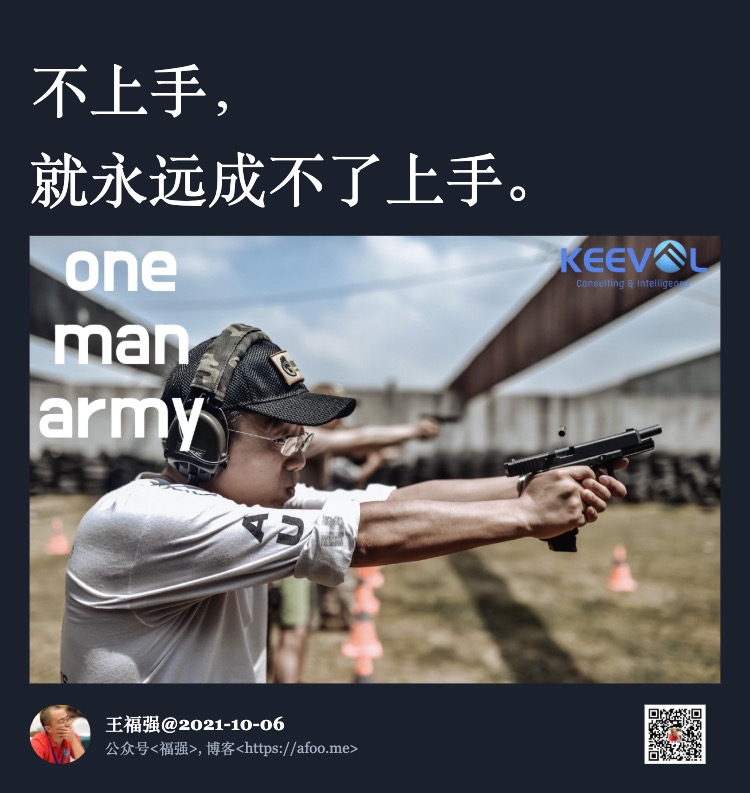 不上手，
就永远成不了上手。
one
man
army
KEEVOL
Consulting & Intelligence
AUH
王福强@2021-10-06
公众号<福强>, 博客<https://afoo.me>